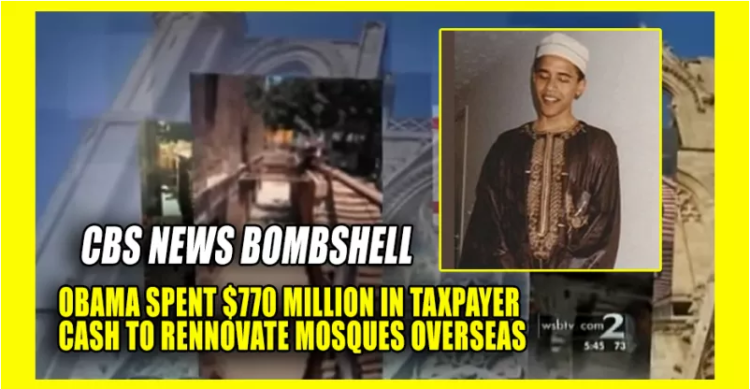 CBS NEWS BOMBSHELL
OBAMA SPENT $770 MILLION IN TAXPAYER
CASH TO RENNOVATE MOSQUES OVERSEAS
wsbtv com 2
5:45 73